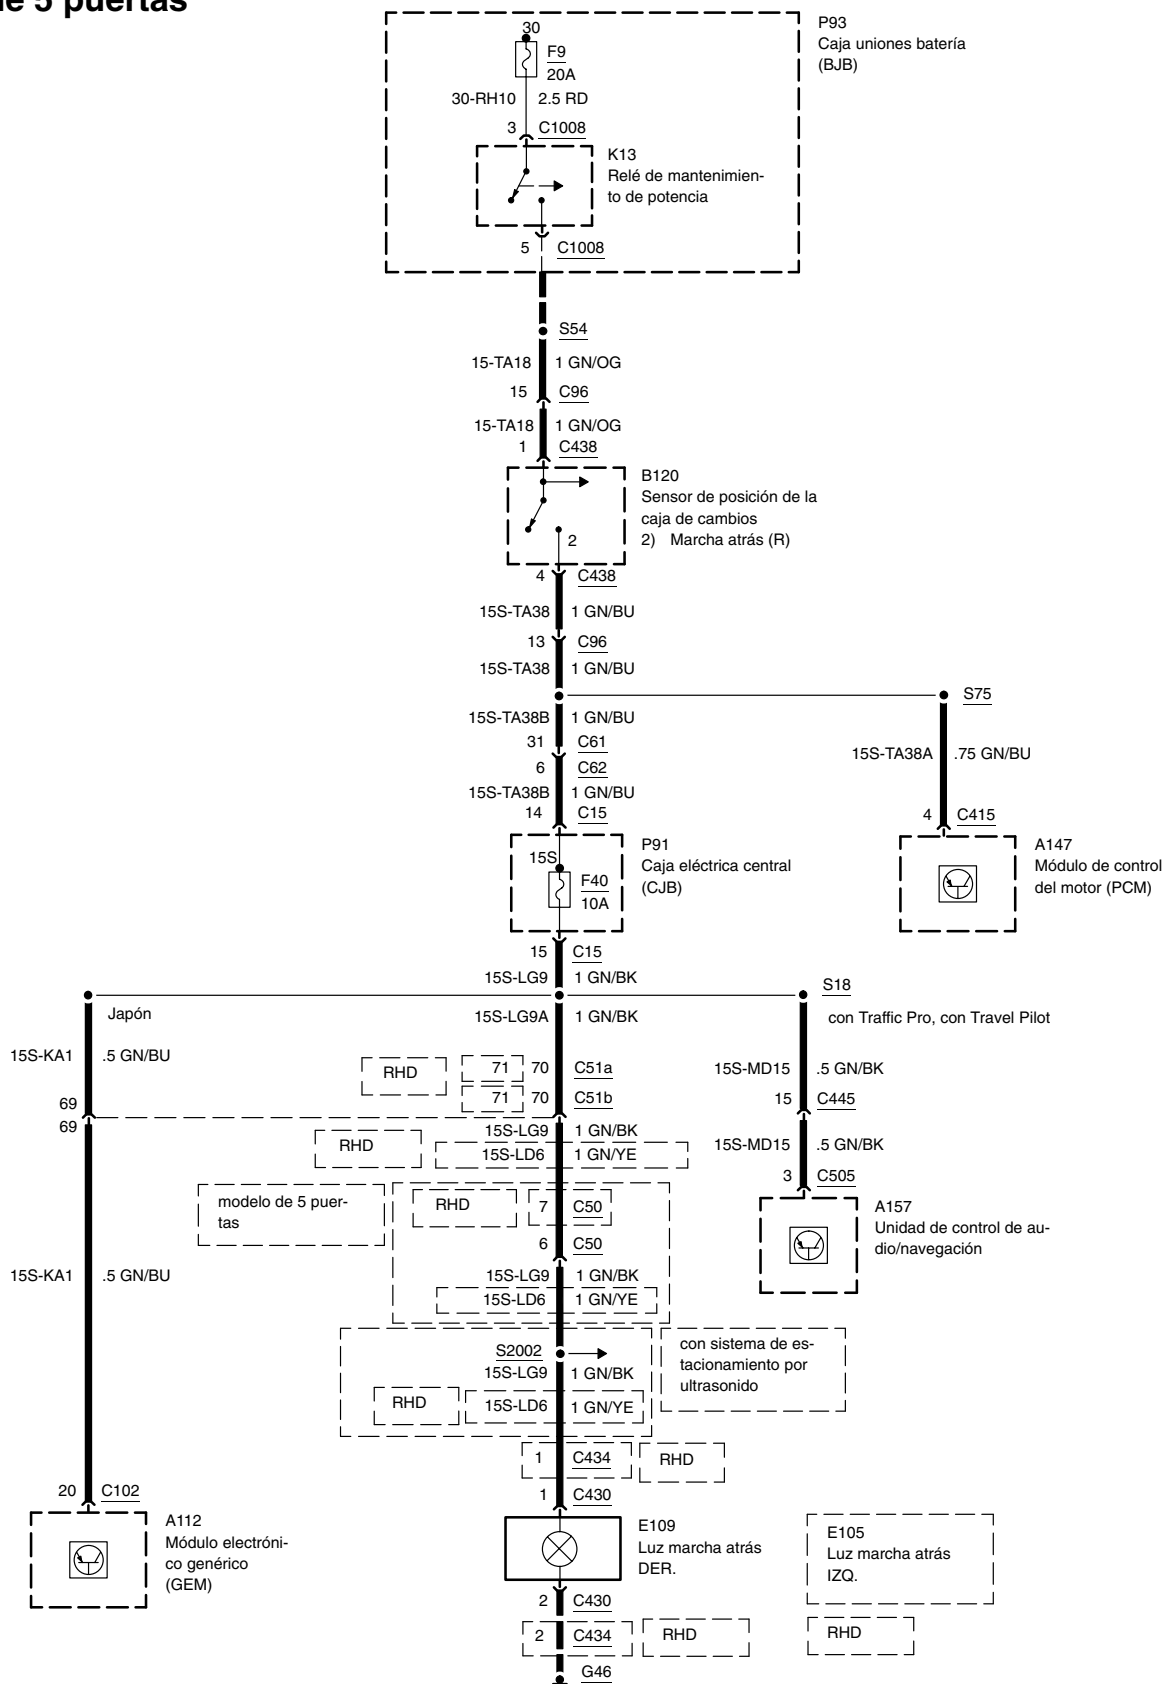 de 5 puertas
30
F9
20A
30-RH10 2.5 RD
3 C1008
P93
Caja uniones batería
(BJB)
K13
Relé de mantenimien-
to de potencia
5 C1008
S54
15-TA18 1 GN/OG
15 C96
15-TA18 1 GN/OG
1 C438
B120
Sensor de posición de la
caja de cambios
2) Marcha atrás (R)
2
4 C438
15S-TA38 1 GN/BU
13 C96
15S-TA38 1 GN/BU
S75
15S-TA38B 1 GN/BU
31 C61
6 C62
15S-TA38B 1 GN/BU
14 C15
15S-TA38A .75 GN/BU
4 C415
P91
Caja eléctrica central
(CJB)
15S
F40
10A
A147
Módulo de control
del motor (PCM)
15 C15
15S-LG9 1 GN/BK
S18
Japón
15S-LG9A 1 GN/BK
con Traffic Pro, con Travel Pilot
15S-KA1 .5 GN/BU
RHD 71 70 C51a
71 70 C51b
15S-MD15 .5 GN/BK
15 C445
69
69
15S-LG9 1 GN/BK
RHD 15S-LD6 1 GN/YE
15S-MD15 .5 GN/BK
3 C505
modelo de 5 puer-
tas
RHD 7 C50
6 C50
A157
Unidad de control de au-
dio/navegación
15S-KA1 .5 GN/BU
15S-LG9 1 GN/BK
15S-LD6 1 GN/YE
S2002
15S-LG9 1 GN/BK
RHD 15S-LD6 1 GN/YE
con sistema de es-
tacionamiento por
ultrasonido
1 C434 RHD
1 C430
20 C102
A112
Módulo electróni-
co genérico
(GEM)
E109
Luz marcha atrás
DER.
E105
Luz marcha atrás
IZQ.
2 C430
2 C434 RHD
RHD
G46